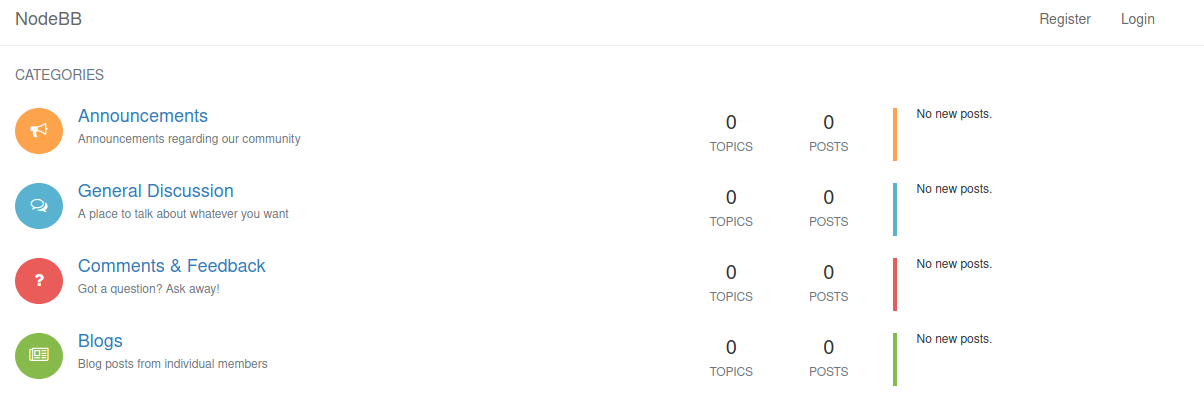 NodeBB Register Login
CATEGORIES
Announcements
Announcements regarding our community
0 0
TOPICS POSTS
No new posts.
General Discussion
A place to talk about whatever you want
0 0
TOPICS POSTS
No new posts.
Comments & Feedback
Got a question? Ask away!
0 0
TOPICS POSTS
No new posts.
Blogs
Blog posts from individual members
0 0
TOPICS POSTS
No new posts.